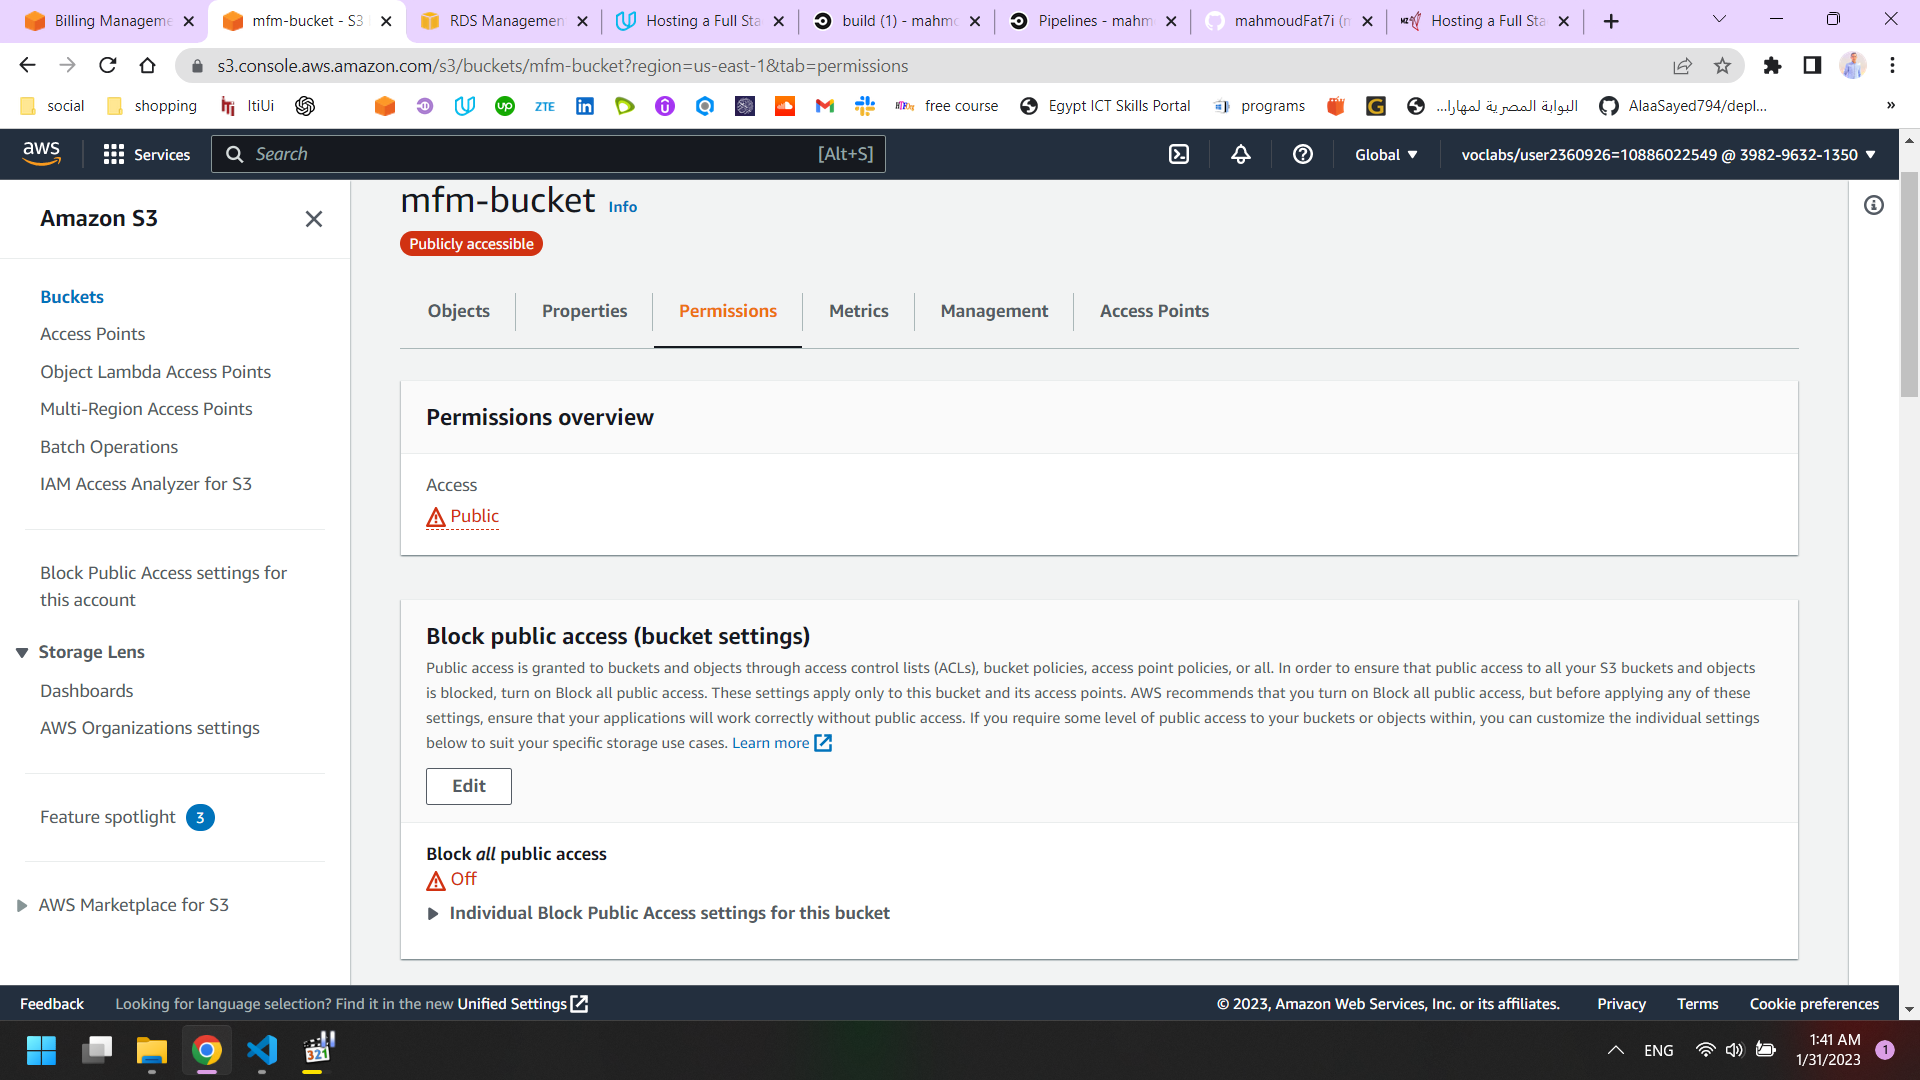 Billing Manageme
mfm-bucket - S3
RDS Managemen
Hosting a Full Sta
build (1) - mahmo
Pipelines - mahm
mahmoudFat7i (m
Hosting a Full Sta
s3.console.aws.amazon.com/s3/buckets/mfm-bucket?region=us-east-1&tab=permissions
social
shopping
ItiUi
ZTE
free course
Egypt ICT Skills Portal
programs
البوابة المصرية لمهارا...
AlaaSayed794/depl...
»
aws
Services
Search
[Alt+S]
Global
voclabs/user2360926=10886022549 @ 3982-9632-1350
Amazon S3
Buckets
Access Points
Object Lambda Access Points
Multi-Region Access Points
Batch Operations
IAM Access Analyzer for S3
Block Public Access settings for
this account
Storage Lens
Dashboards
AWS Organizations settings
Feature spotlight 3
AWS Marketplace for S3
mfm-bucket Info
Publicly accessible
Objects
Properties
Permissions
Metrics
Management
Access Points
Permissions overview
Access
Public
Block public access (bucket settings)
Public access is granted to buckets and objects through access control lists (ACLs), bucket policies, access point policies, or all. In order to ensure that public access to all your S3 buckets and objects
is blocked, turn on Block all public access. These settings apply only to this bucket and its access points. AWS recommends that you turn on Block all public access, but before applying any of these
settings, ensure that your applications will work correctly without public access. If you require some level of public access to your buckets or objects within, you can customize the individual settings
below to suit your specific storage use cases. Learn more
Edit
Block all public access
Off
Individual Block Public Access settings for this bucket
Feedback
Looking for language selection? Find it in the new Unified Settings
© 2023, Amazon Web Services, Inc. or its affiliates.
Privacy
Terms
Cookie preferences
321
ENG
1:41 AM
1/31/2023
1